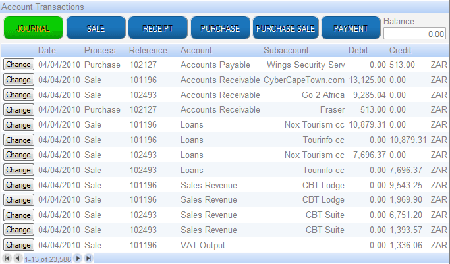 Account Transactions
JOURNAL SALE RECEIPT PURCHASE PURCHASE SALE PAYMENT Balance
0.00
Date Process Reference Account Subaccount Debit Credit
Change 04/04/2010 Purchase 102127 Accounts Payable Wings Security Serv 0.00 613.00 ZAR
Change 04/04/2010 Sale 101196 Accounts Receivable CyberCapeTown.com 13,125.00 0.00 ZAR
Change 04/04/2010 Sale 102493 Accounts Receivable Go 2 Africa 9,285.04 0.00 ZAR
Change 04/04/2010 Purchase 102127 Accounts Receivable Fraser 613.00 0.00 ZAR
Change 04/04/2010 Sale 101196 Loans Nox Tourism cc 10,879.31 0.00 ZAR
Change 04/04/2010 Sale 101196 Loans Tourinfo cc 0.00 10,879.31 ZAR
Change 04/04/2010 Sale 102493 Loans Nox Tourism cc 7,696.37 0.00 ZAR
Change 04/04/2010 Sale 102493 Loans Tourinfo cc 0.00 7,696.37 ZAR
Change 04/04/2010 Sale 101196 Sales Revenue CBT Lodge 0.00 9,543.25 ZAR
Change 04/04/2010 Sale 101196 Sales Revenue CBT Lodge 0.00 1,969.90 ZAR
Change 04/04/2010 Sale 102493 Sales Revenue CBT Suite 0.00 6,751.20 ZAR
Change 04/04/2010 Sale 102493 Sales Revenue CBT Suite 0.00 1,393.57 ZAR
Change 04/04/2010 Sale 101196 VAT Output 0.00 1,336.06 ZAR
1-15 of 23,588